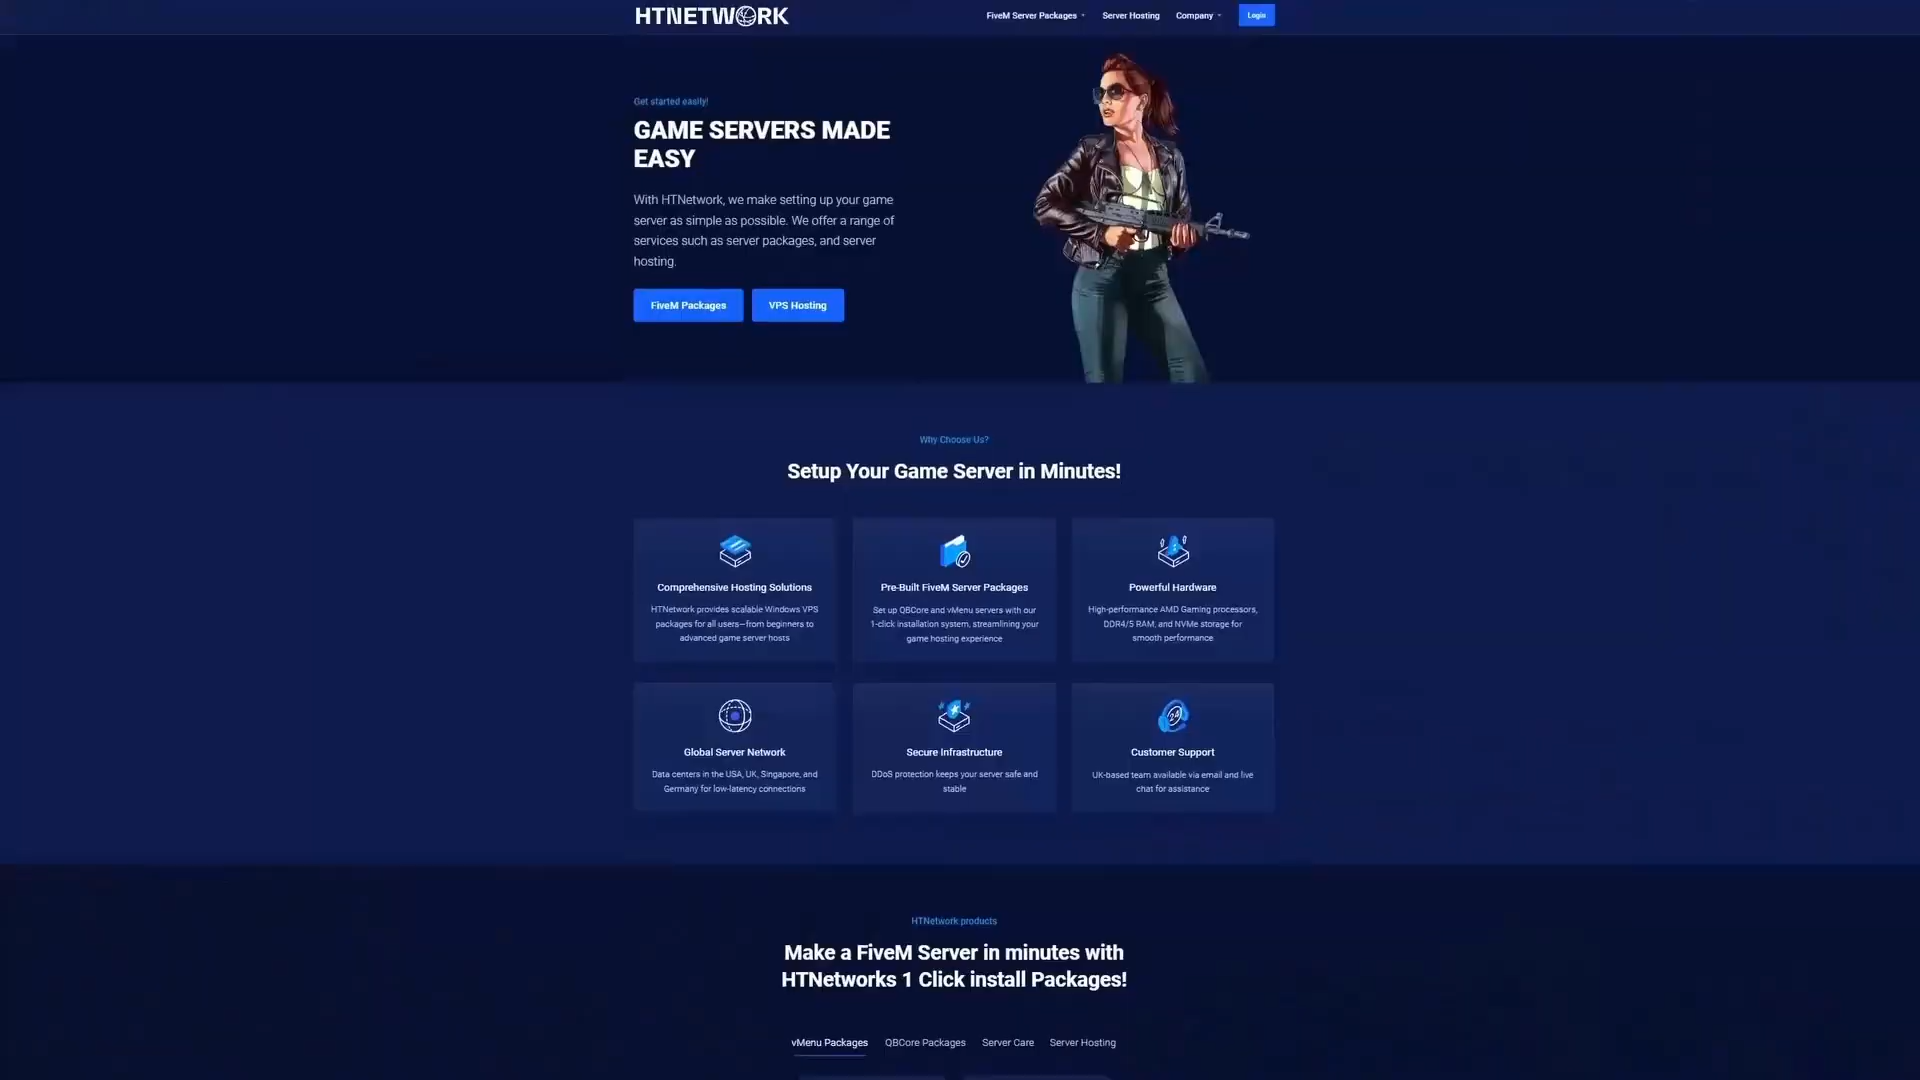 HTNETWORK
FiveM Server Packages
Server Hosting
Company
Login
Get started easily!
GAME SERVERS MADE
EASY
With HTNetwork, we make setting up your game
server as simple as possible. We offer a range of
services such as server packages, and server
hosting.
FiveM Packages
VPS Hosting
Why Choose Us?
Setup Your Game Server in Minutes!
Comprehensive Hosting Solutions
HTNetwork provides scalable Windows VPS
packages for all users—from beginners to
advanced game server hosts
Pre-Built FiveM Server Packages
Set up QBCore and vMenu servers with our
1-click installation system, streamlining your
game hosting experience
Powerful Hardware
High-performance AMD Gaming processors,
DDR4/5 RAM, and NVMe storage for
smooth performance
Global Server Network
Data centers in the USA, UK, Singapore, and
Germany for low-latency connections
Secure Infrastructure
DDoS protection keeps your server safe and
stable
24
Customer Support
UK-based team available via email and live
chat for assistance
HTNetwork products
Make a FiveM Server in minutes with
HTNetworks 1 Click install Packages!
vMenu Packages
QBCore Packages
Server Care
Server Hosting